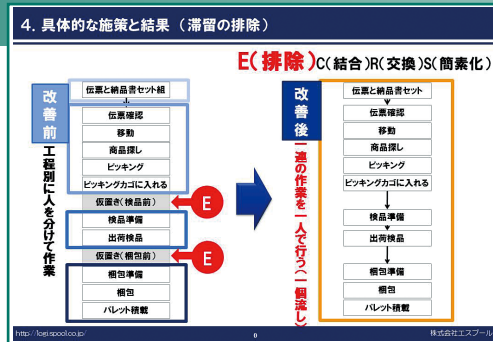 4. 具体的な施策と結果（滞留の排除）
E(排除)C(結合)R(交換)S(簡素化)
改善前
工程別に人を分けて作業
伝票と納品書セット組
伝票確認
移動
商品探し
ピッキング
ピッキングカゴに入れる
仮置き(検品前)
E
検品準備
出荷検品
仮置き(梱包前)
E
梱包準備
梱包
パレット積載
改善後
一連の作業を一人で行う(一個流し)
伝票と納品書セット
伝票確認
移動
商品探し
ピッキング
ピッキングカゴに入れる
検品準備
出荷検品
梱包準備
梱包
パレット積載
http://logispool.co.jp/
0
株式会社エスプール